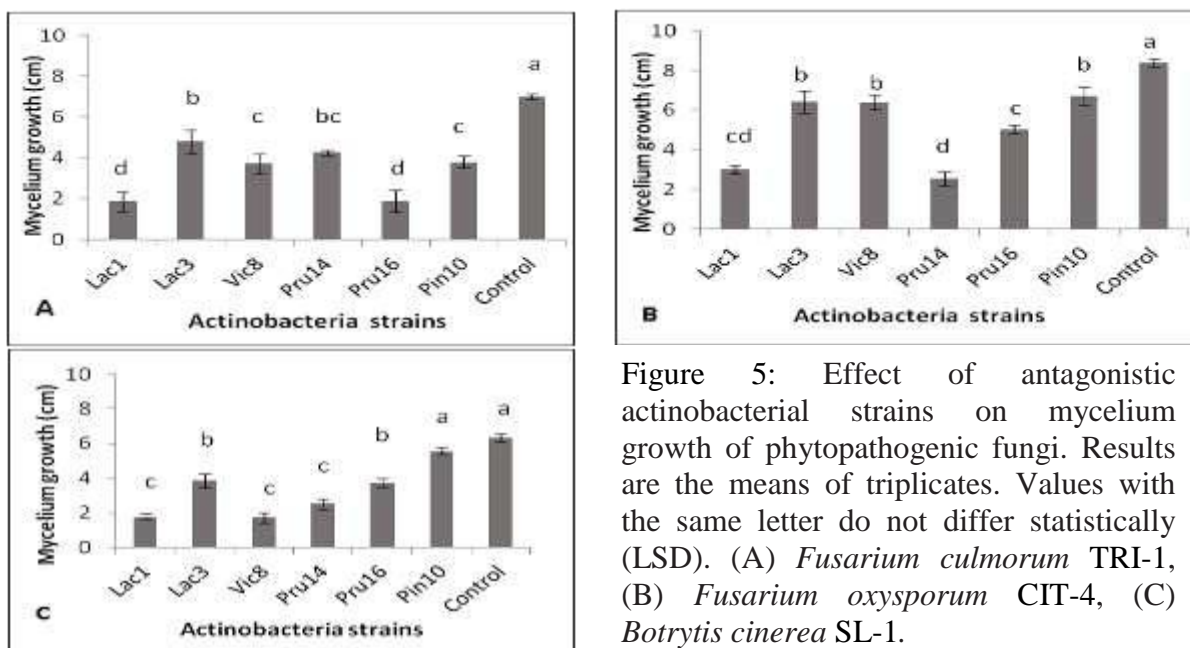 10
8
6
4
2
0
Mycelium growth (cm)
d
b
c
bc
d
c
a
Lac1
Lac3
Vic8
Pru14
Pru16
Pin10
Control
A
Actinobacteria strains
10
8
6
4
2
0
Mycelium growth (cm)
cd
b
b
d
c
b
a
Lac1
Lac3
Vic8
Pru14
Pru16
Pin10
Control
B
Actinobacteria strains
10
8
6
4
2
0
Mycelium growth (cm)
c
b
c
c
b
a
a
Lac1
Lac3
Vic8
Pru14
Pru16
Pin10
Control
C
Actinobacteria strains
Figure 5: Effect of antagonistic
actinobacterial strains on mycelium
growth of phytopathogenic fungi. Results
are the means of triplicates. Values with
the same letter do not differ statistically
(LSD). (A) Fusarium culmorum TRI-1,
(B) Fusarium oxysporum CIT-4, (C)
Botrytis cinerea SL-1.